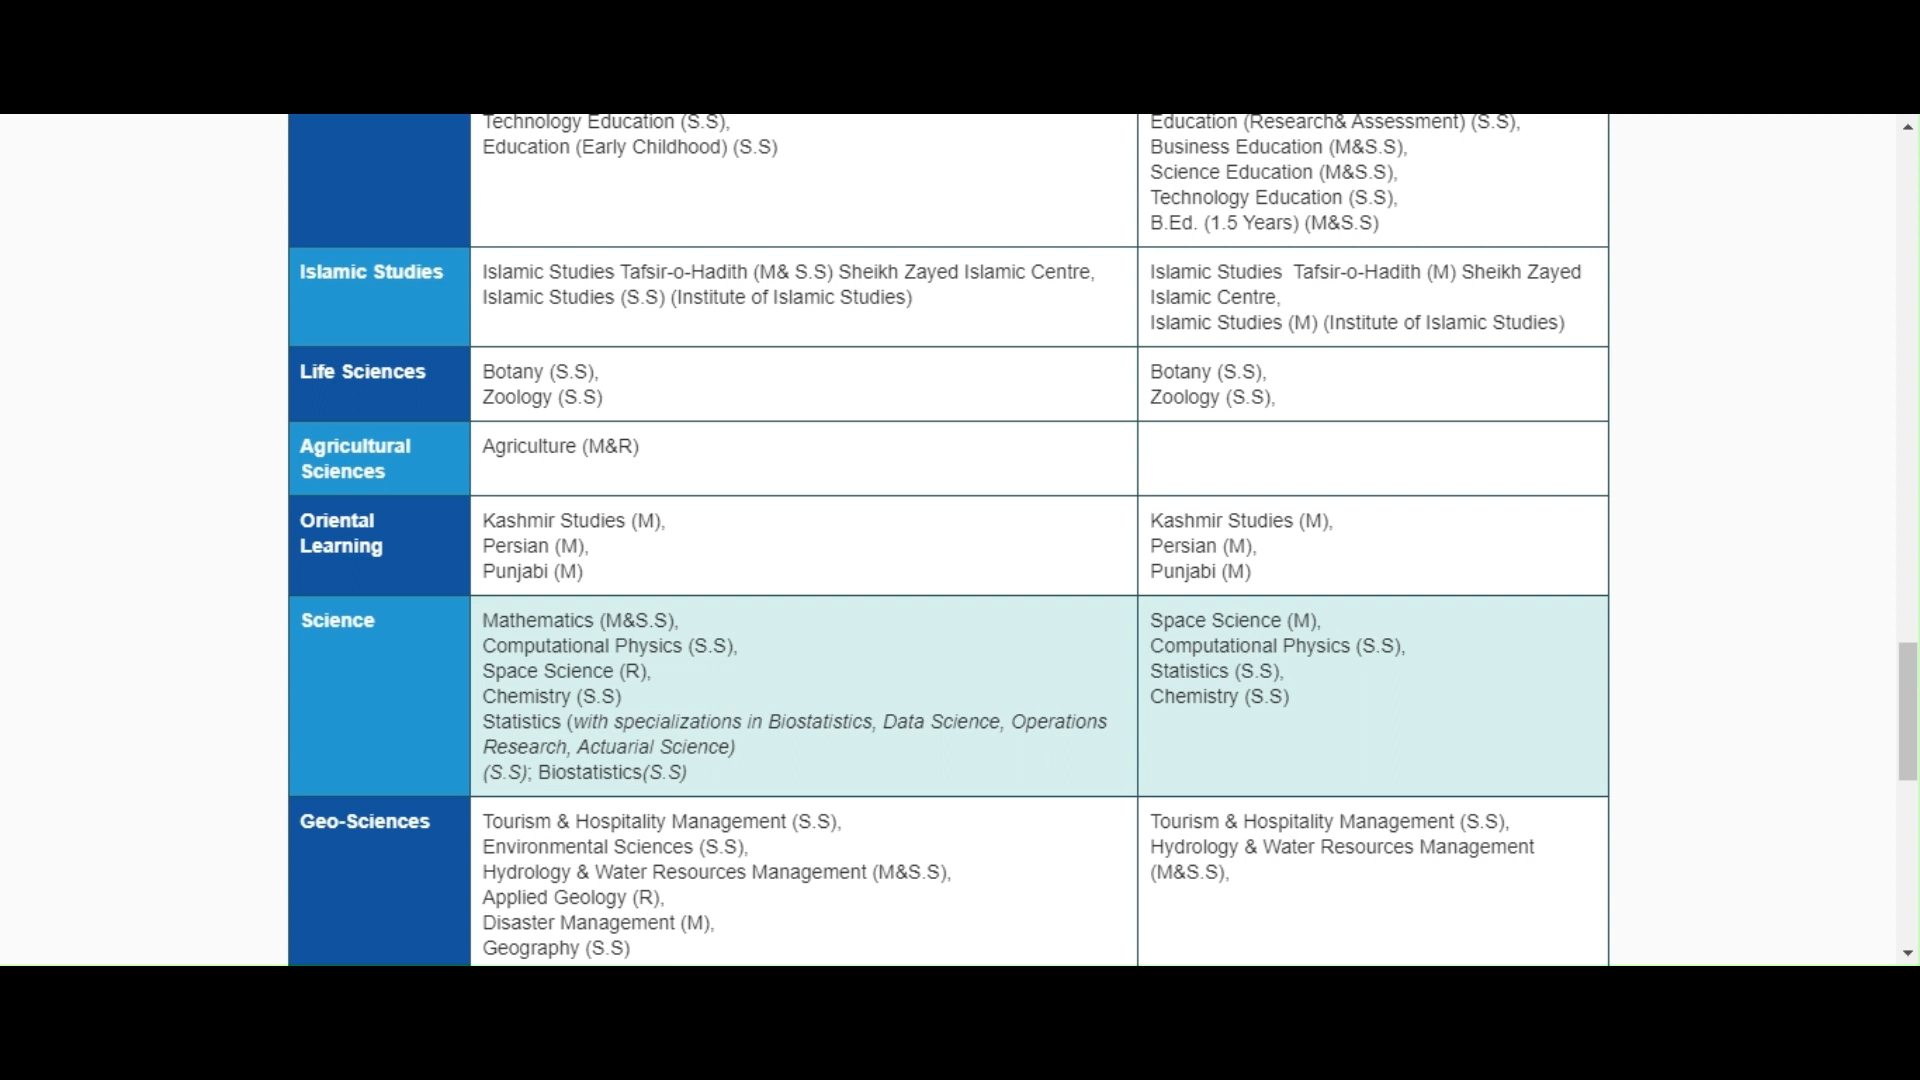 Technology Education (S.S),
Education (Early Childhood) (S.S)
Education (Research& Assessment) (S.S),
Business Education (M&S.S),
Science Education (M&S.S),
Technology Education (S.S),
B.Ed. (1.5 Years) (M&S.S)
Islamic Studies
Islamic Studies Tafsir-o-Hadith (M& S.S) Sheikh Zayed Islamic Centre,
Islamic Studies (S.S) (Institute of Islamic Studies)
Islamic Studies  Tafsir-o-Hadith (M) Sheikh Zayed
Islamic Centre,
Islamic Studies (M) (Institute of Islamic Studies)
Life Sciences
Botany (S.S),
Zoology (S.S)
Botany (S.S),
Zoology (S.S),
Agricultural
Sciences
Agriculture (M&R)
Oriental
Learning
Kashmir Studies (M),
Persian (M),
Punjabi (M)
Kashmir Studies (M),
Persian (M),
Punjabi (M)
Science
Mathematics (M&S.S),
Computational Physics (S.S),
Space Science (R),
Chemistry (S.S)
Statistics (with specializations in Biostatistics, Data Science, Operations
Research, Actuarial Science)
(S.S); Biostatistics(S.S)
Space Science (M),
Computational Physics (S.S),
Statistics (S.S),
Chemistry (S.S)
Geo-Sciences
Tourism & Hospitality Management (S.S),
Environmental Sciences (S.S),
Hydrology & Water Resources Management (M&S.S),
Applied Geology (R),
Disaster Management (M),
Geography (S.S)
Tourism & Hospitality Management (S.S),
Hydrology & Water Resources Management
(M&S.S),